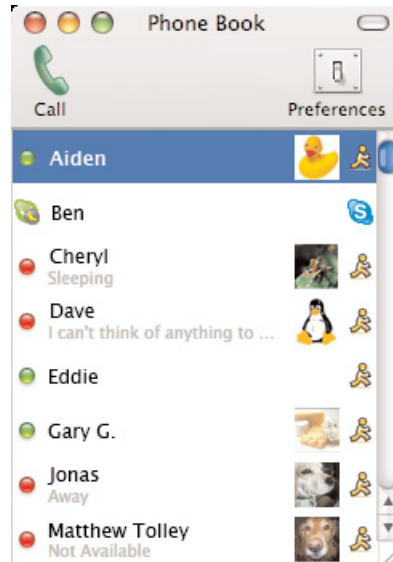 Phone Book
Call
Preferences
Aiden
Ben
Cheryl
Sleeping
Dave
I can't think of anything to ...
Eddie
Gary G.
Jonas
Away
Matthew Tolley
Not Available